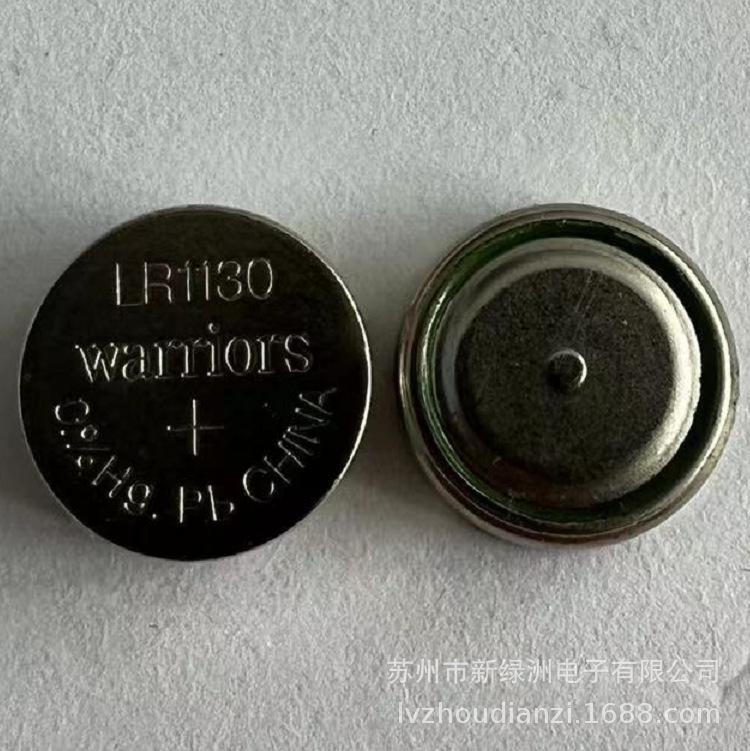 LR1130
warriors
+
0.%Hg. Pb CHINA
苏州市新绿洲电子有限公司
lvzhoudianzi.1688.com